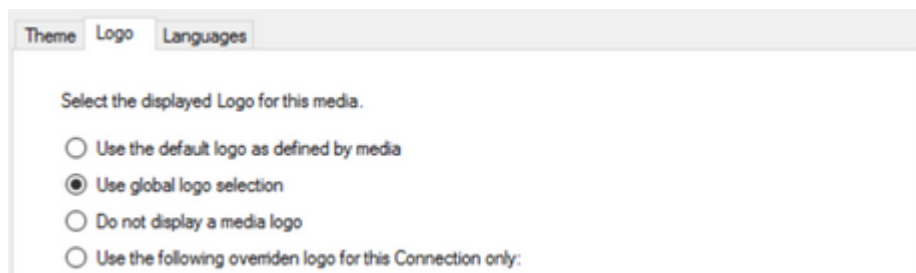 Theme Logo Languages
Select the displayed Logo for this media.
Use the default logo as defined by media
Use global logo selection
Do not display a media logo
Use the following overriden logo for this Connection only: